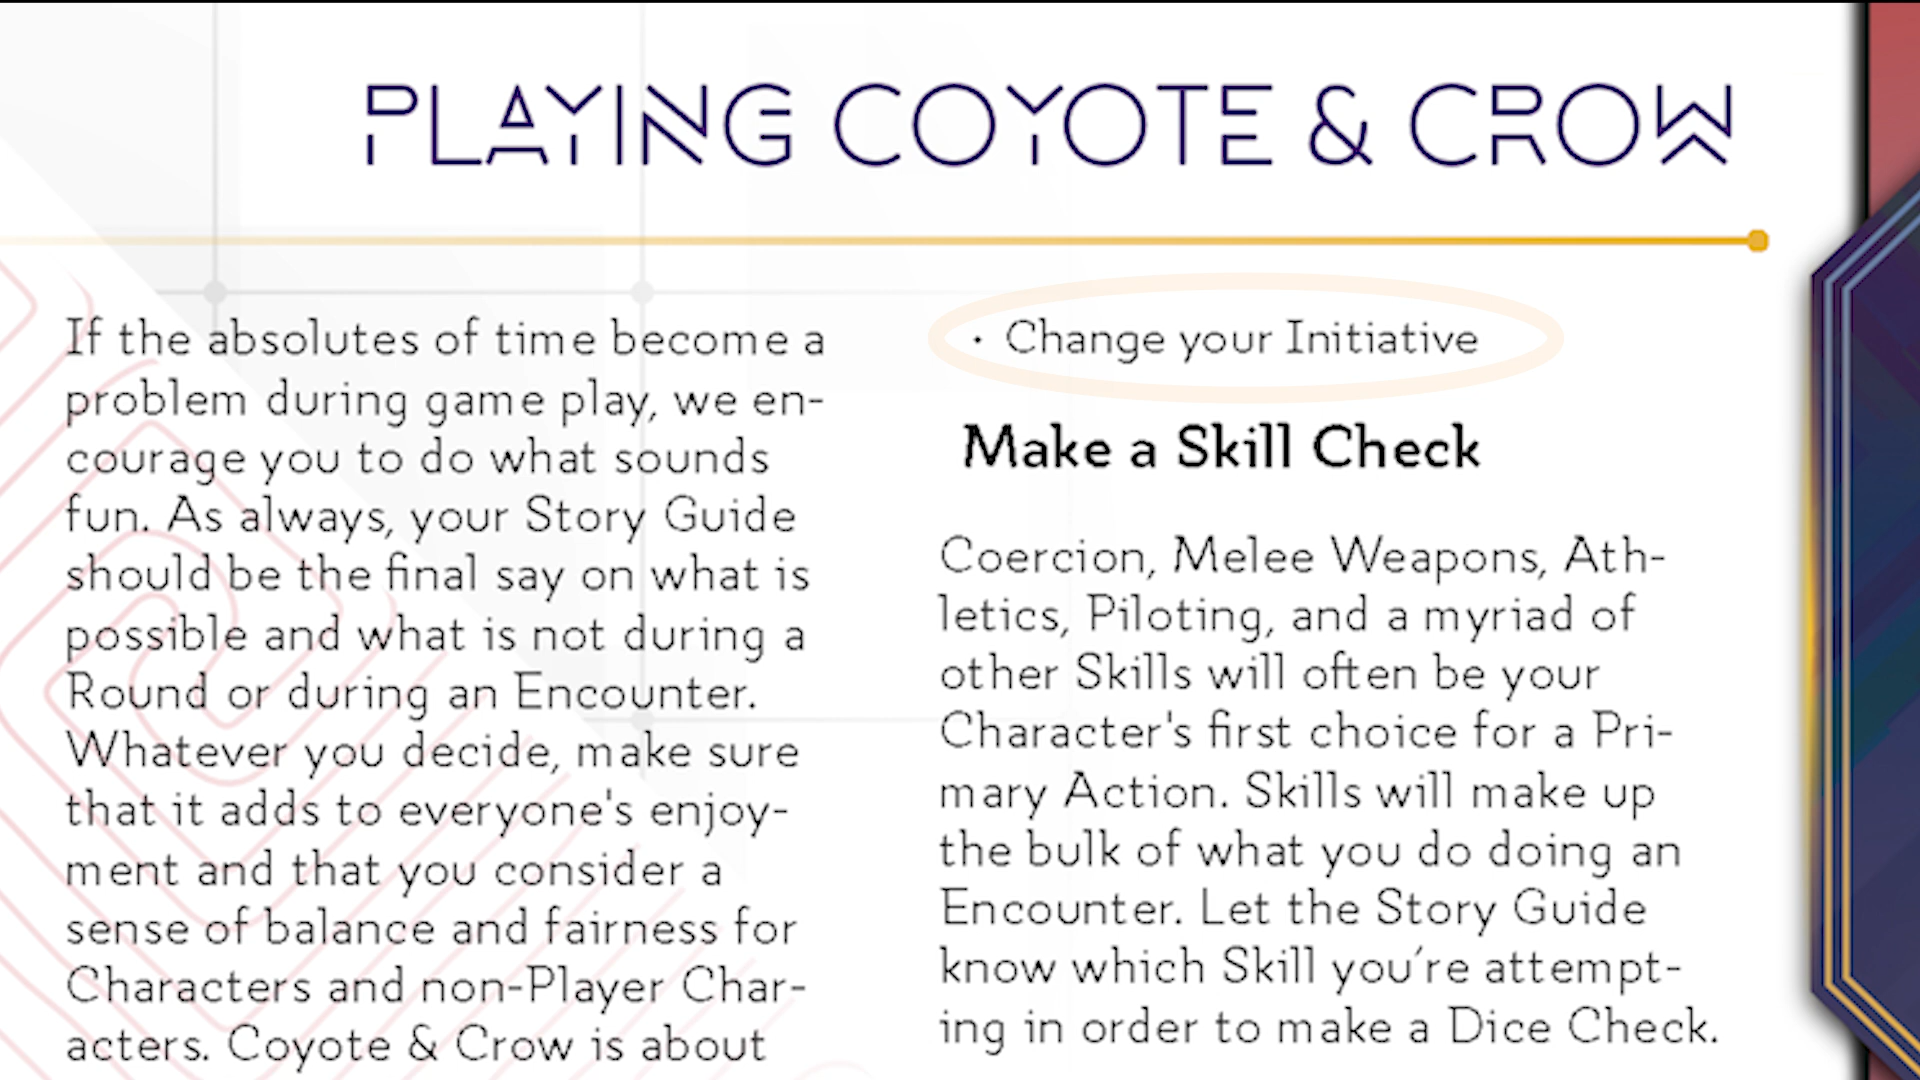 PLAYING COYOTE & CROW
If the absolutes of time become a
problem during game play, we en-
courage you to do what sounds
fun. As always, your Story Guide
should be the final say on what is
possible and what is not during a
Round or during an Encounter.
Whatever you decide, make sure
that it adds to everyone's enjoy-
ment and that you consider a
sense of balance and fairness for
Characters and non-Player Char-
acters. Coyote & Crow is about
· Change your Initiative
Make a Skill Check
Coercion, Melee Weapons, Ath-
letics, Piloting, and a myriad of
other Skills will often be your
Character's first choice for a Pri-
mary Action. Skills will make up
the bulk of what you do doing an
Encounter. Let the Story Guide
know which Skill you’re attempt-
ing in order to make a Dice Check.